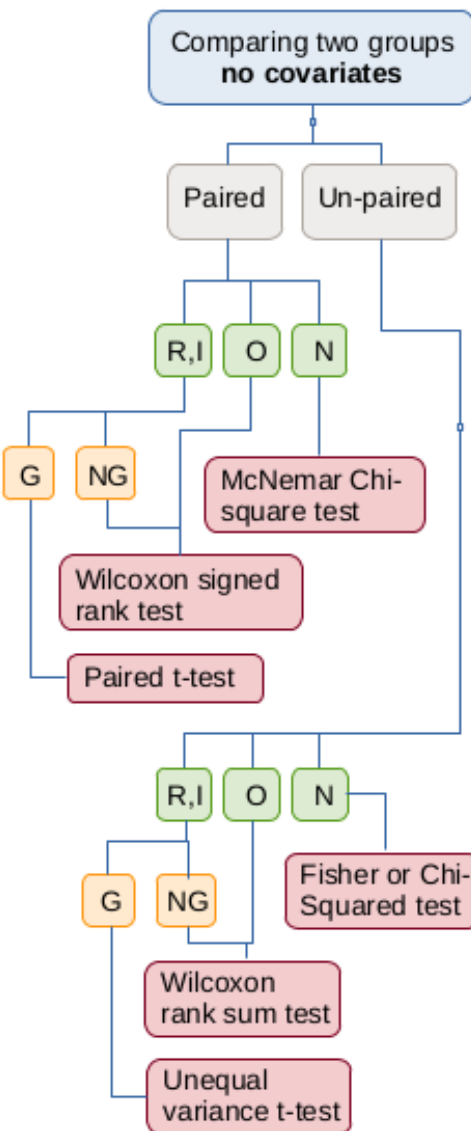 Comparing two groups
no covariates
Paired
Un-paired
R,I
O
N
G
NG
McNemar Chi-
square test
Wilcoxon signed
rank test
Paired t-test
R,I
O
N
Fisher or Chi-
Squared test
G
NG
Wilcoxon
rank sum test
Unequal
variance t-test